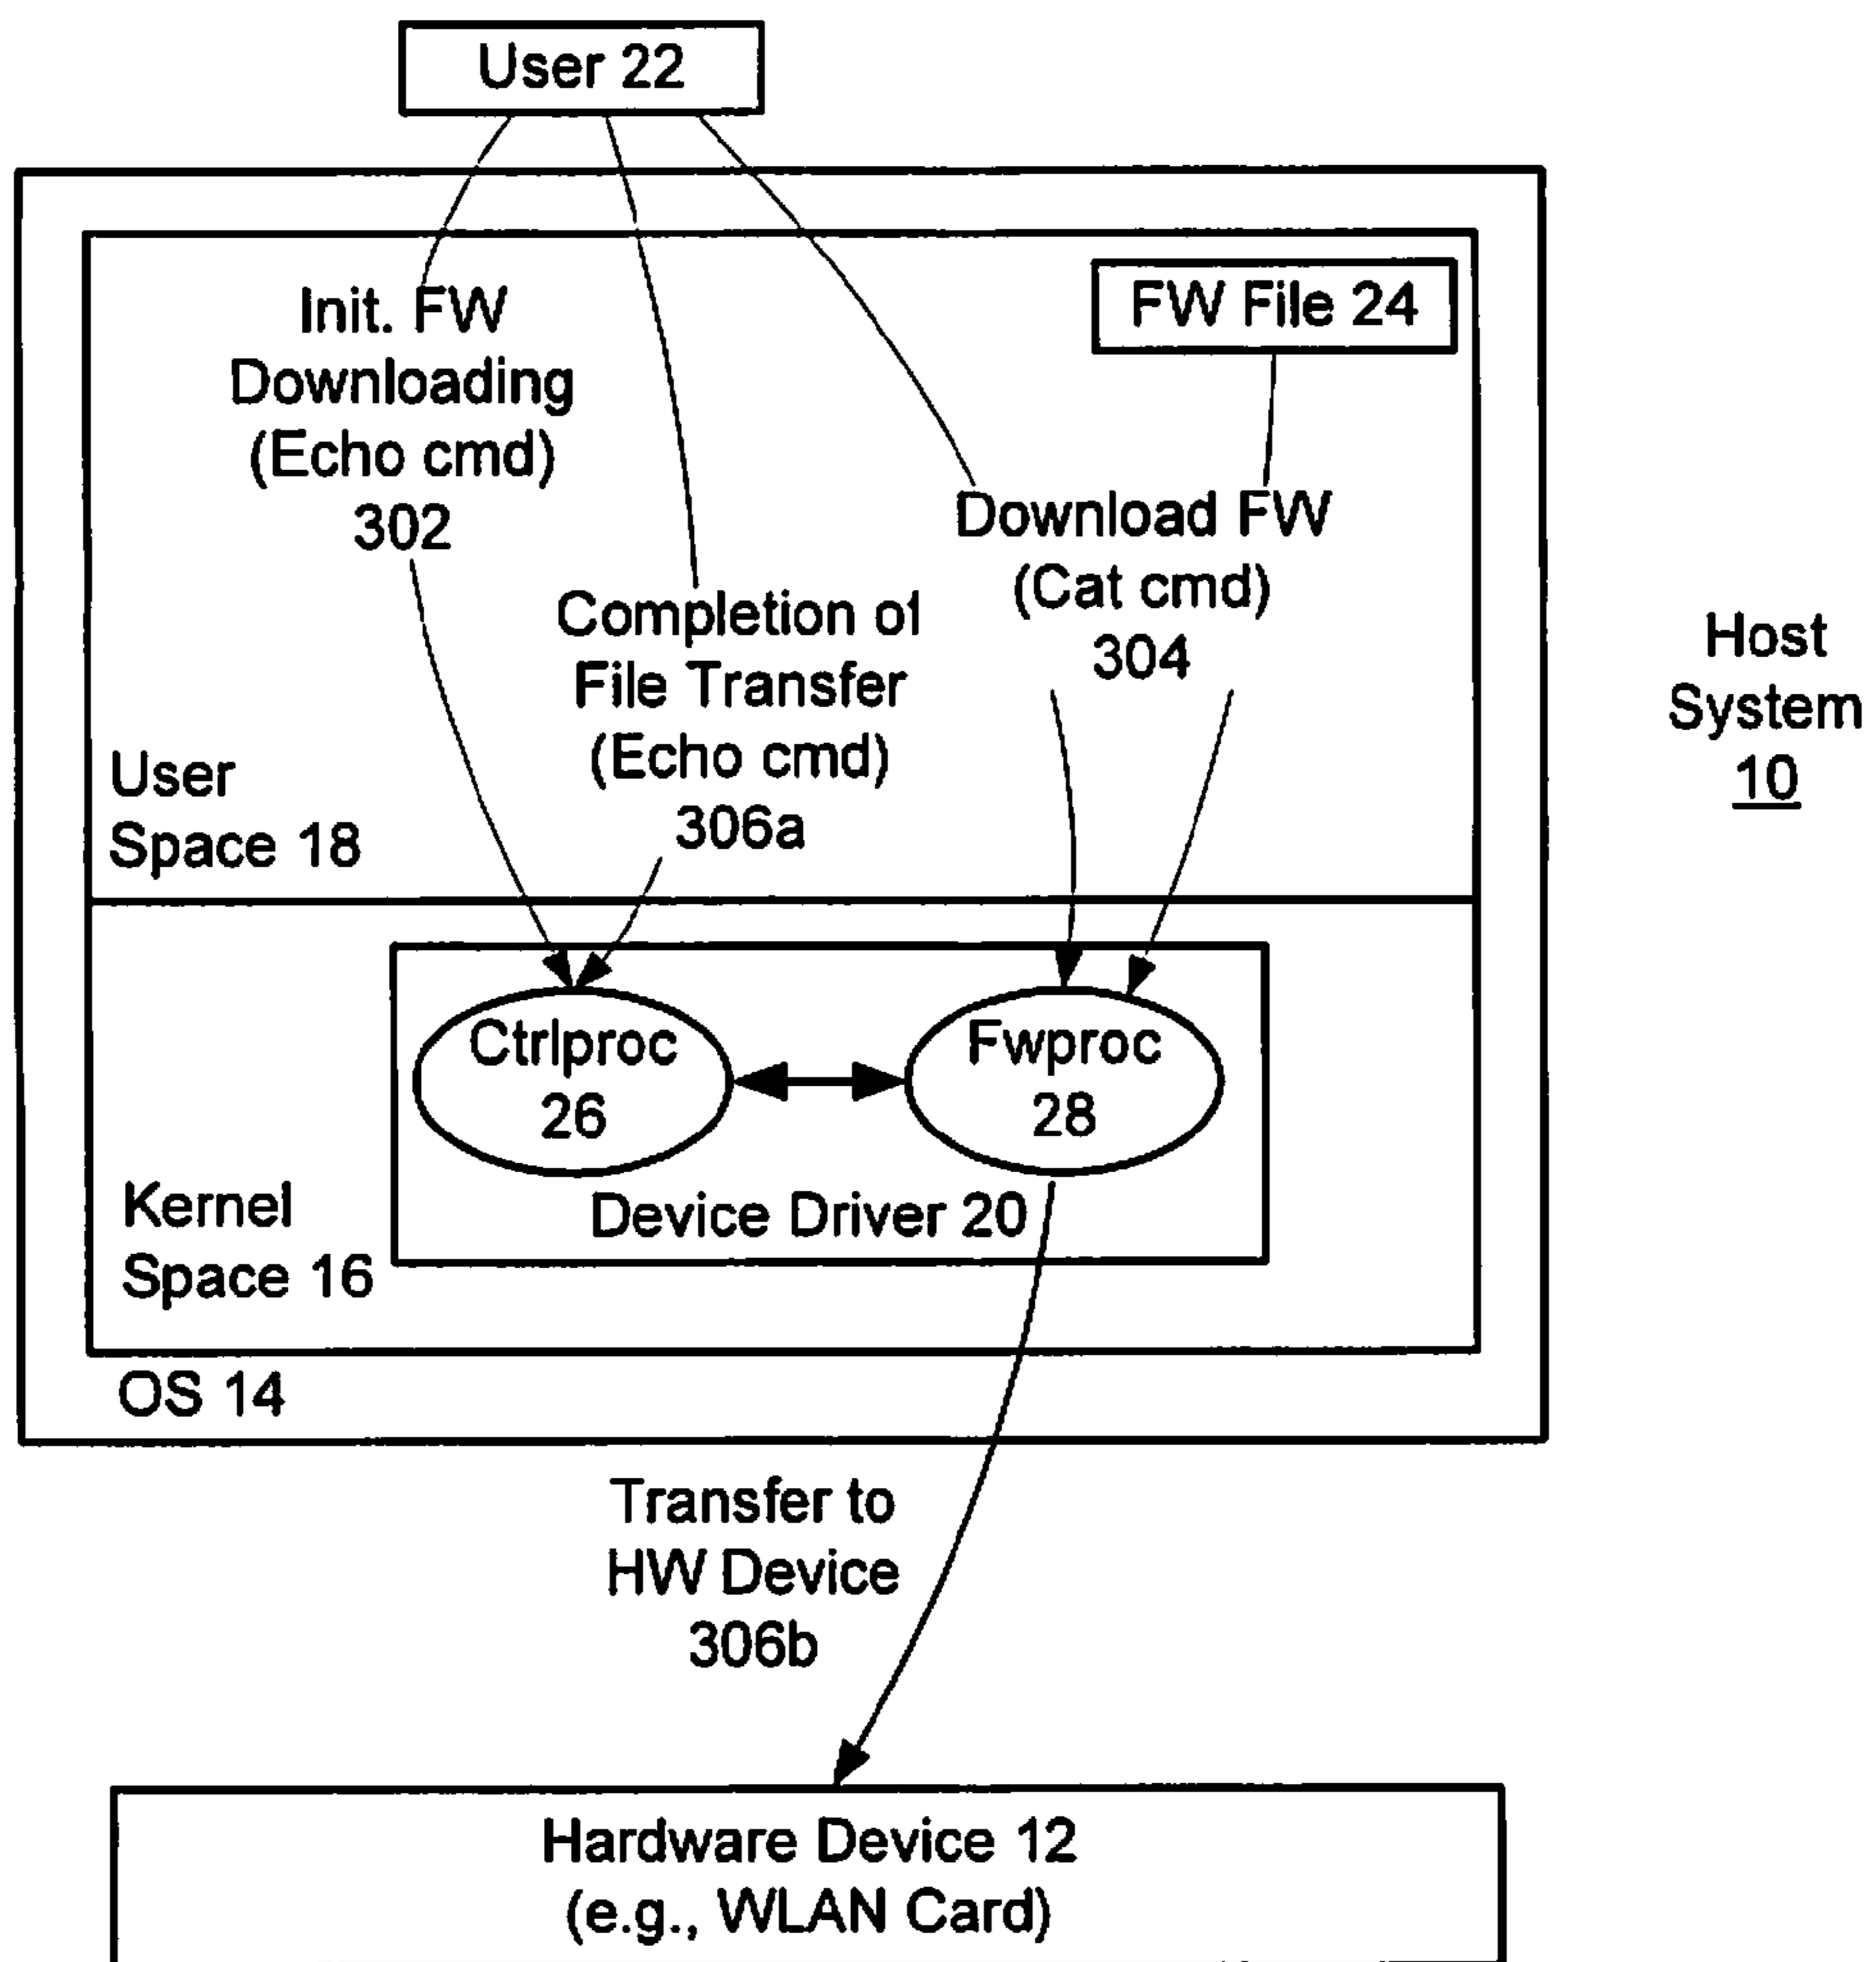 User 22
Init. FW
Downloading
(Echo cmd)
302
FW File 24
Download FW
(Cat cmd)
304
Completion of
File Transfer
(Echo cmd)
306a
User
Space 18
Host
System
10
Ctrlproc
26
Fwproc
28
Device Driver 20
Kernel
Space 16
OS 14
Transfer to
HW Device
306b
Hardware Device 12
(e.g., WLAN Card)